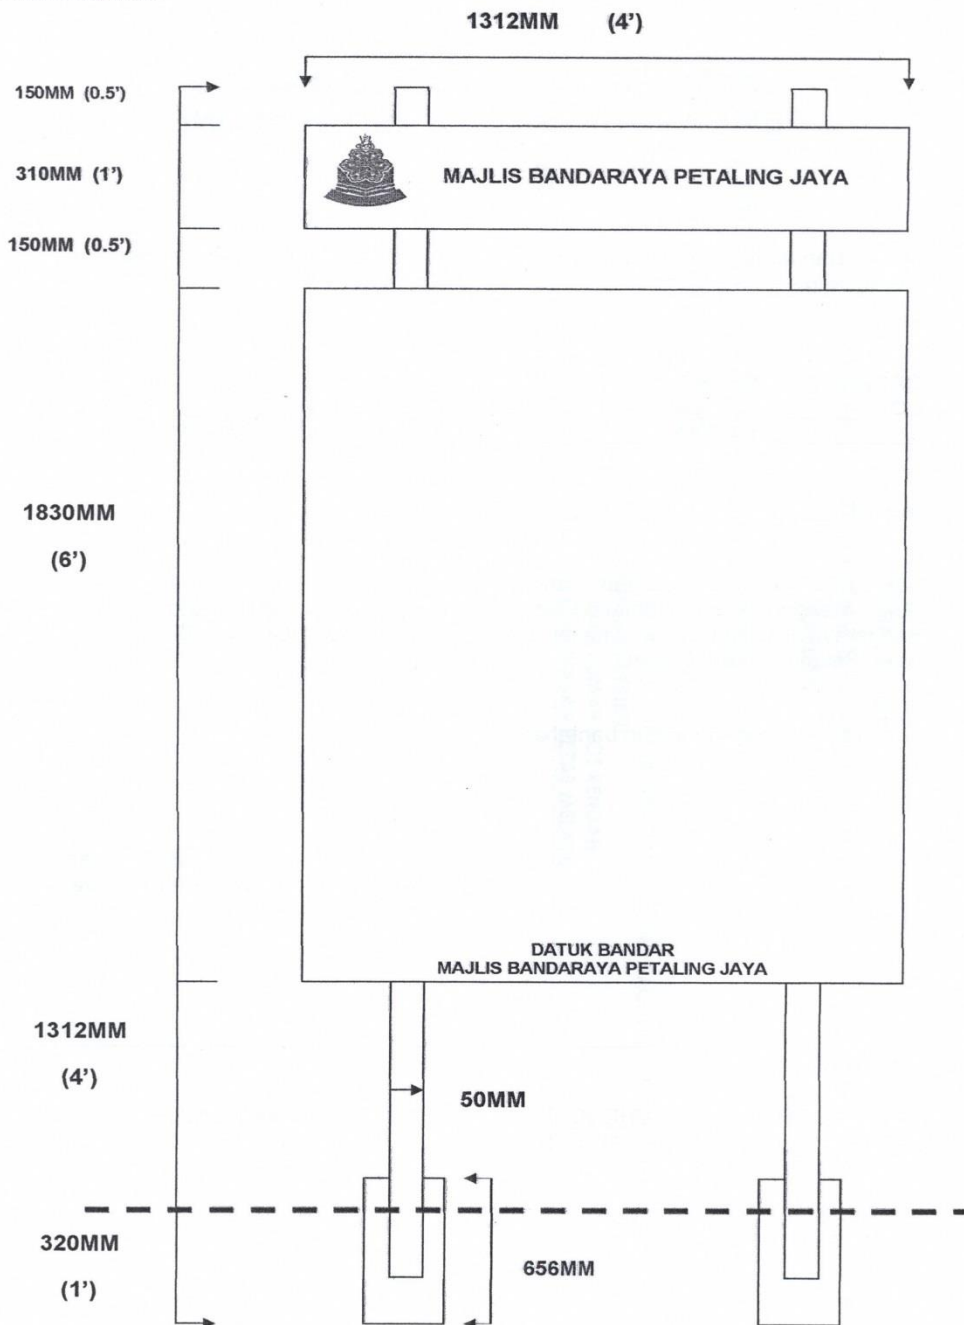 1312MM (4')
150MM (0.5')
310MM (1')
MAJLIS BANDARAYA PETALING JAYA
150MM (0.5')
1830MM
(6')
DATUK BANDAR
MAJLIS BANDARAYA PETALING JAYA
1312MM
(4')
50MM
320MM
(1')
656MM